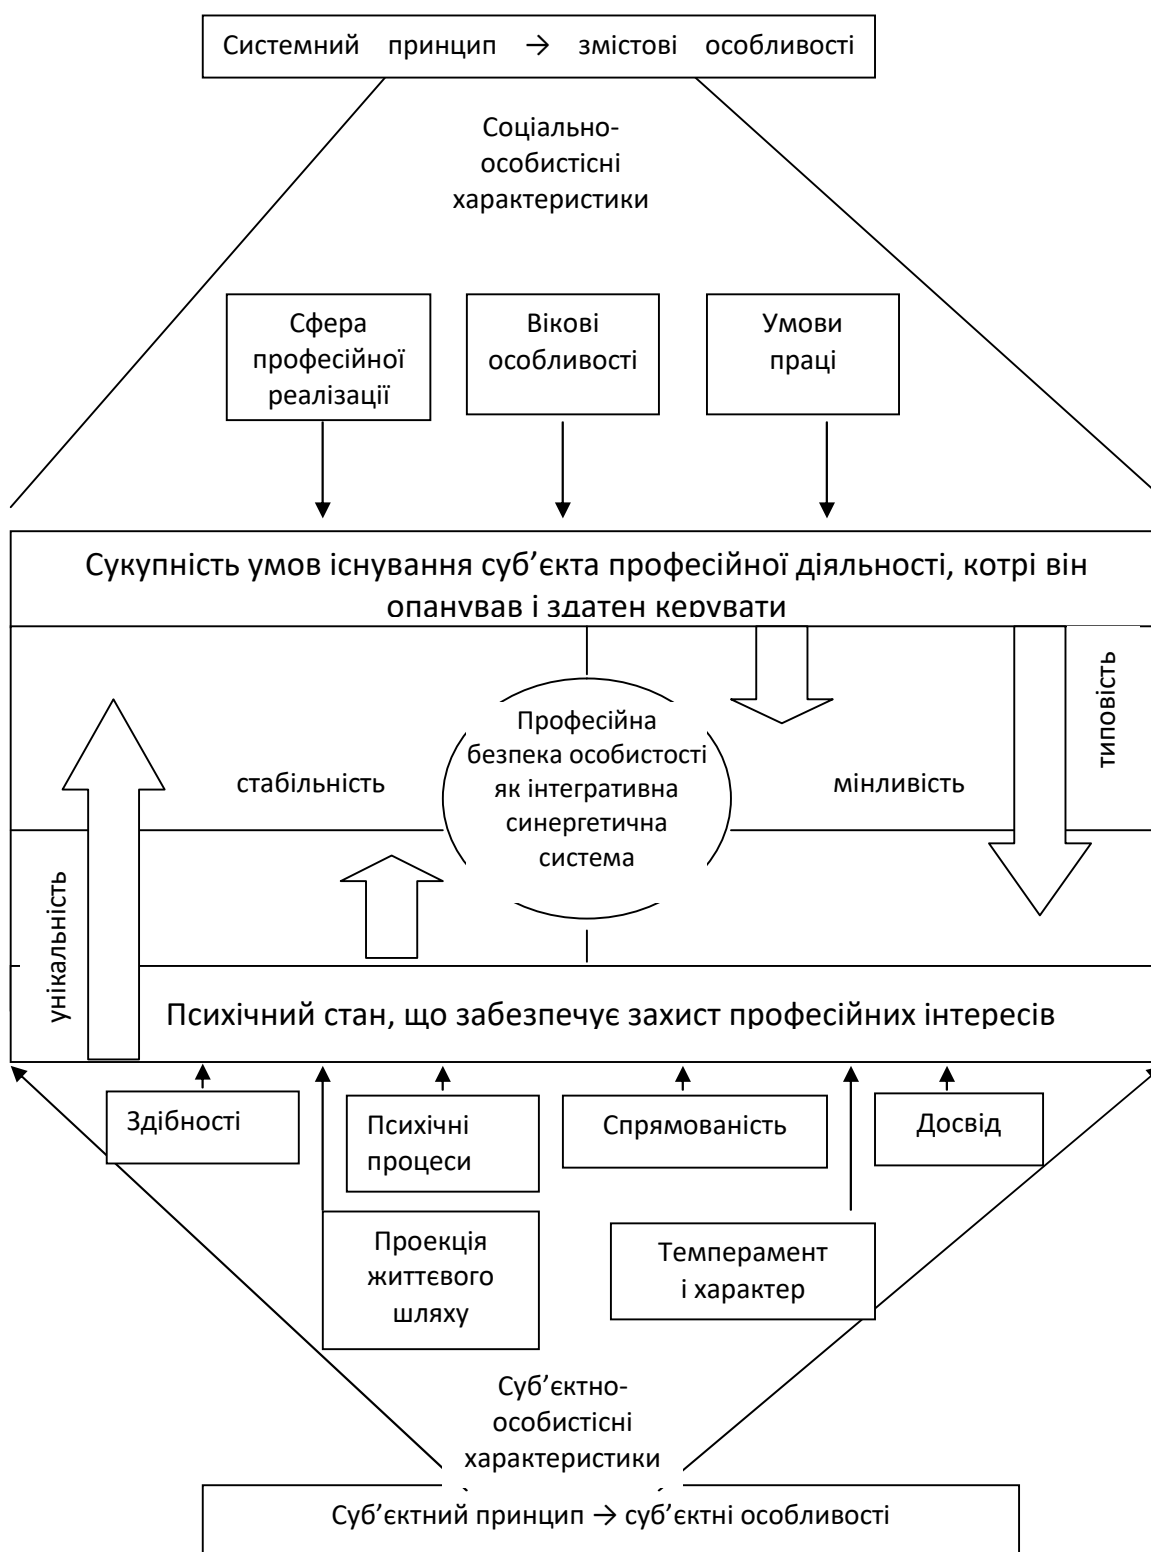 Системний принцип → змістові особливості
Соціально-
особистісні
характеристики
Сфера
професійної
реалізації
Вікові
особливості
Умови
праці
Сукупність умов існування суб’єкта професійної діяльності, котрі він
опанував і здатен керувати
типовість
Професійна
безпека особистості
як інтегративна
синергетична
система
стабільність
мінливість
унікальність
Психічний стан, що забезпечує захист професійних інтересів
Здібності
Психічні
процеси
Спрямованість
Досвід
Проекція
життєвого
шляху
Темперамент
і характер
Суб’єктно-
особистісні
характеристики
Суб’єктний принцип → суб’єктні особливості